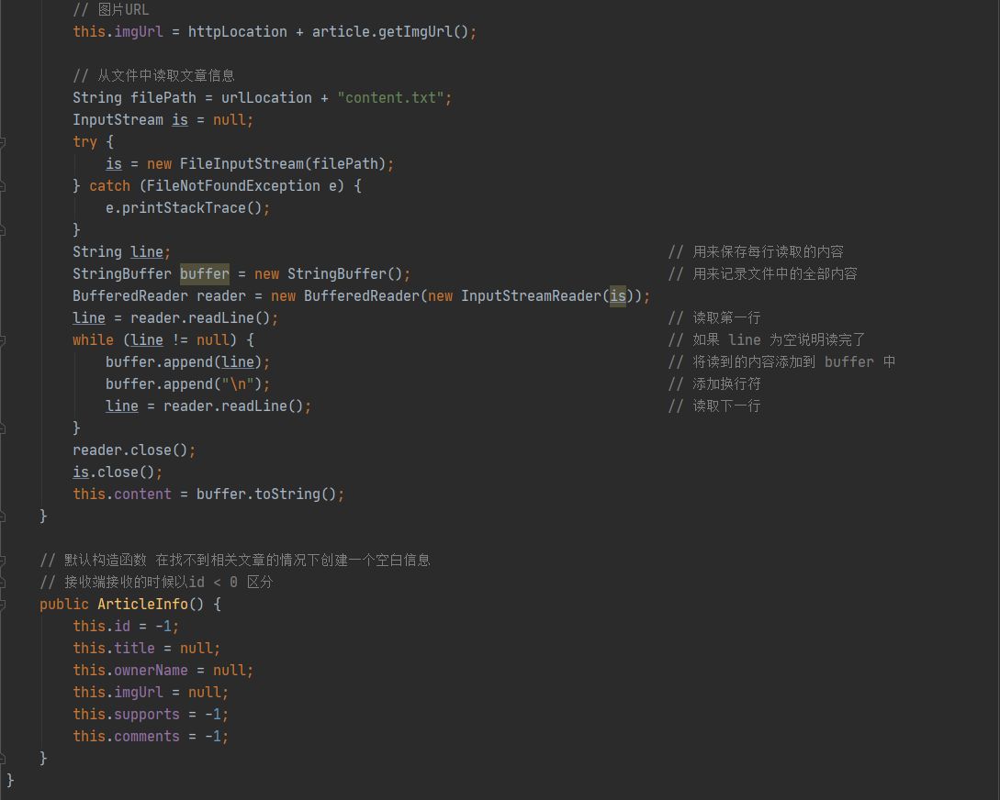 // 图片URL
this.imgUrl = httpLocation + article.getImgUrl();
// 从文件中读取文章信息
String filePath = urlLocation + "content.txt";
InputStream is = null;
try {
is = new FileInputStream(filePath);
} catch (FileNotFoundException e) {
e.printStackTrace();
}
String line; // 用来保存每行读取的内容
StringBuffer buffer = new StringBuffer(); // 用来记录文件中的全部内容
BufferedReader reader = new BufferedReader(new InputStreamReader(is));
line = reader.readLine(); // 读取第一行
while (line != null) { // 如果 line 为空说明读完了
buffer.append(line); // 将读到的内容添加到 buffer 中
buffer.append("\n"); // 添加换行符
line = reader.readLine(); // 读取下一行
}
reader.close();
is.close();
this.content = buffer.toString();
}
// 默认构造函数 在找不到相关文章的情况下创建一个空白信息
// 接收端接收的时候以id < 0 区分
public ArticleInfo() {
this.id = -1;
this.title = null;
this.ownerName = null;
this.imgUrl = null;
this.supports = -1;
this.comments = -1;
}
}